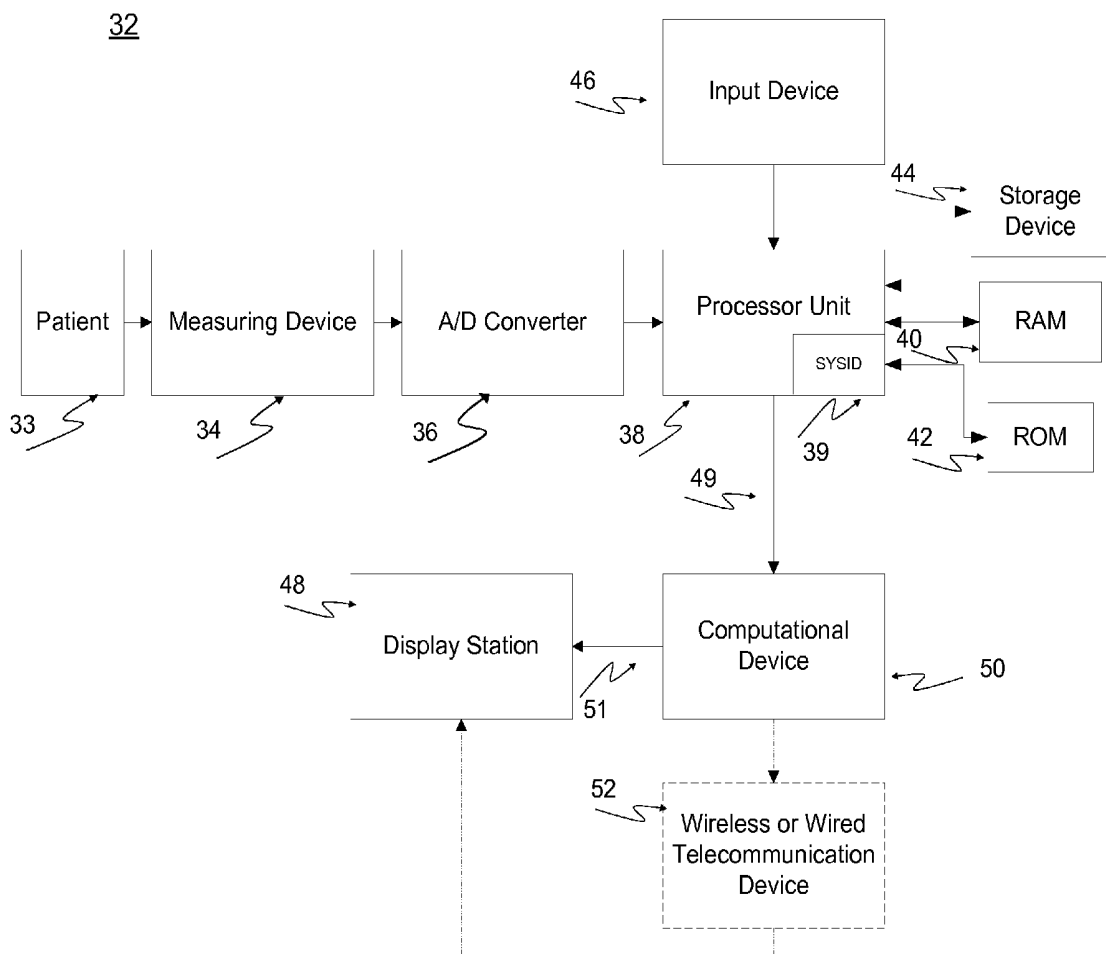 32
46
Input Device
44
Storage
Device
Patient
Measuring Device
A/D Converter
Processor Unit
SYSID
RAM
40
ROM
42
33
34
36
38
39
49
48
Display Station
Computational
Device
50
51
52
Wireless or Wired
Telecommunication
Device